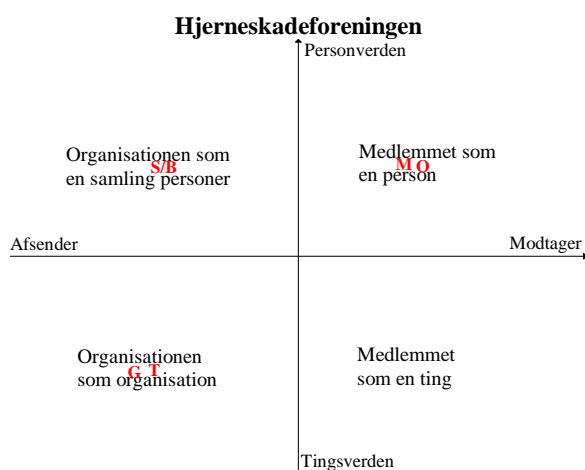 Hjerneskadeforeningen
Personverden
Organisationen som
S/B
en samling personer
Medlemmet som
M O
en person
Afsender
Modtager
Organisationen
G T
som organisation
Medlemmet
som en ting
Tingsverden